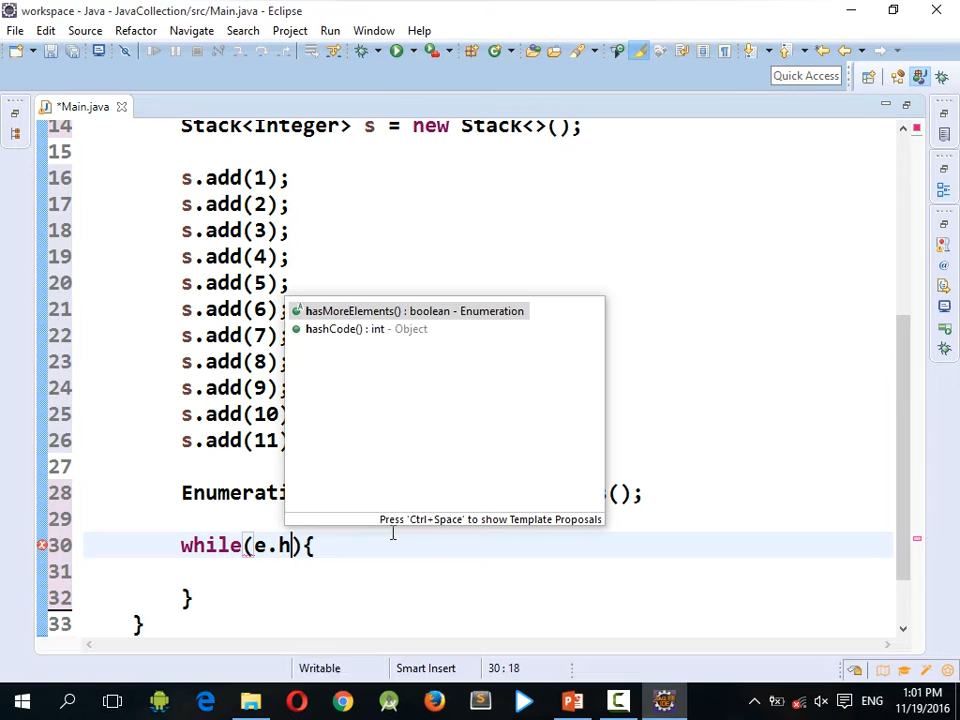 workspace - Java - JavaCollection/src/Main.java - Eclipse
File Edit Source Refactor Navigate Search Project Run Window Help
Quick Access
*Main.java
14 Stack<Integer> s = new Stack<>();
15
16 s.add(1);
17 s.add(2);
18 s.add(3);
19 s.add(4);
20 s.add(5);
21 s.add(6);
22 s.add(7);
23 s.add(8);
24 s.add(9);
25 s.add(10)
26 s.add(11)
27
28 Enumerati s();
29
30 while(e.h){
31
32 }
33 }
hasMoreElements() : boolean - Enumeration
hashCode() : int - Object
Press 'Ctrl+Space' to show Template Proposals
Writable Smart Insert 30 : 18
ENG 1:01 PM
11/19/2016